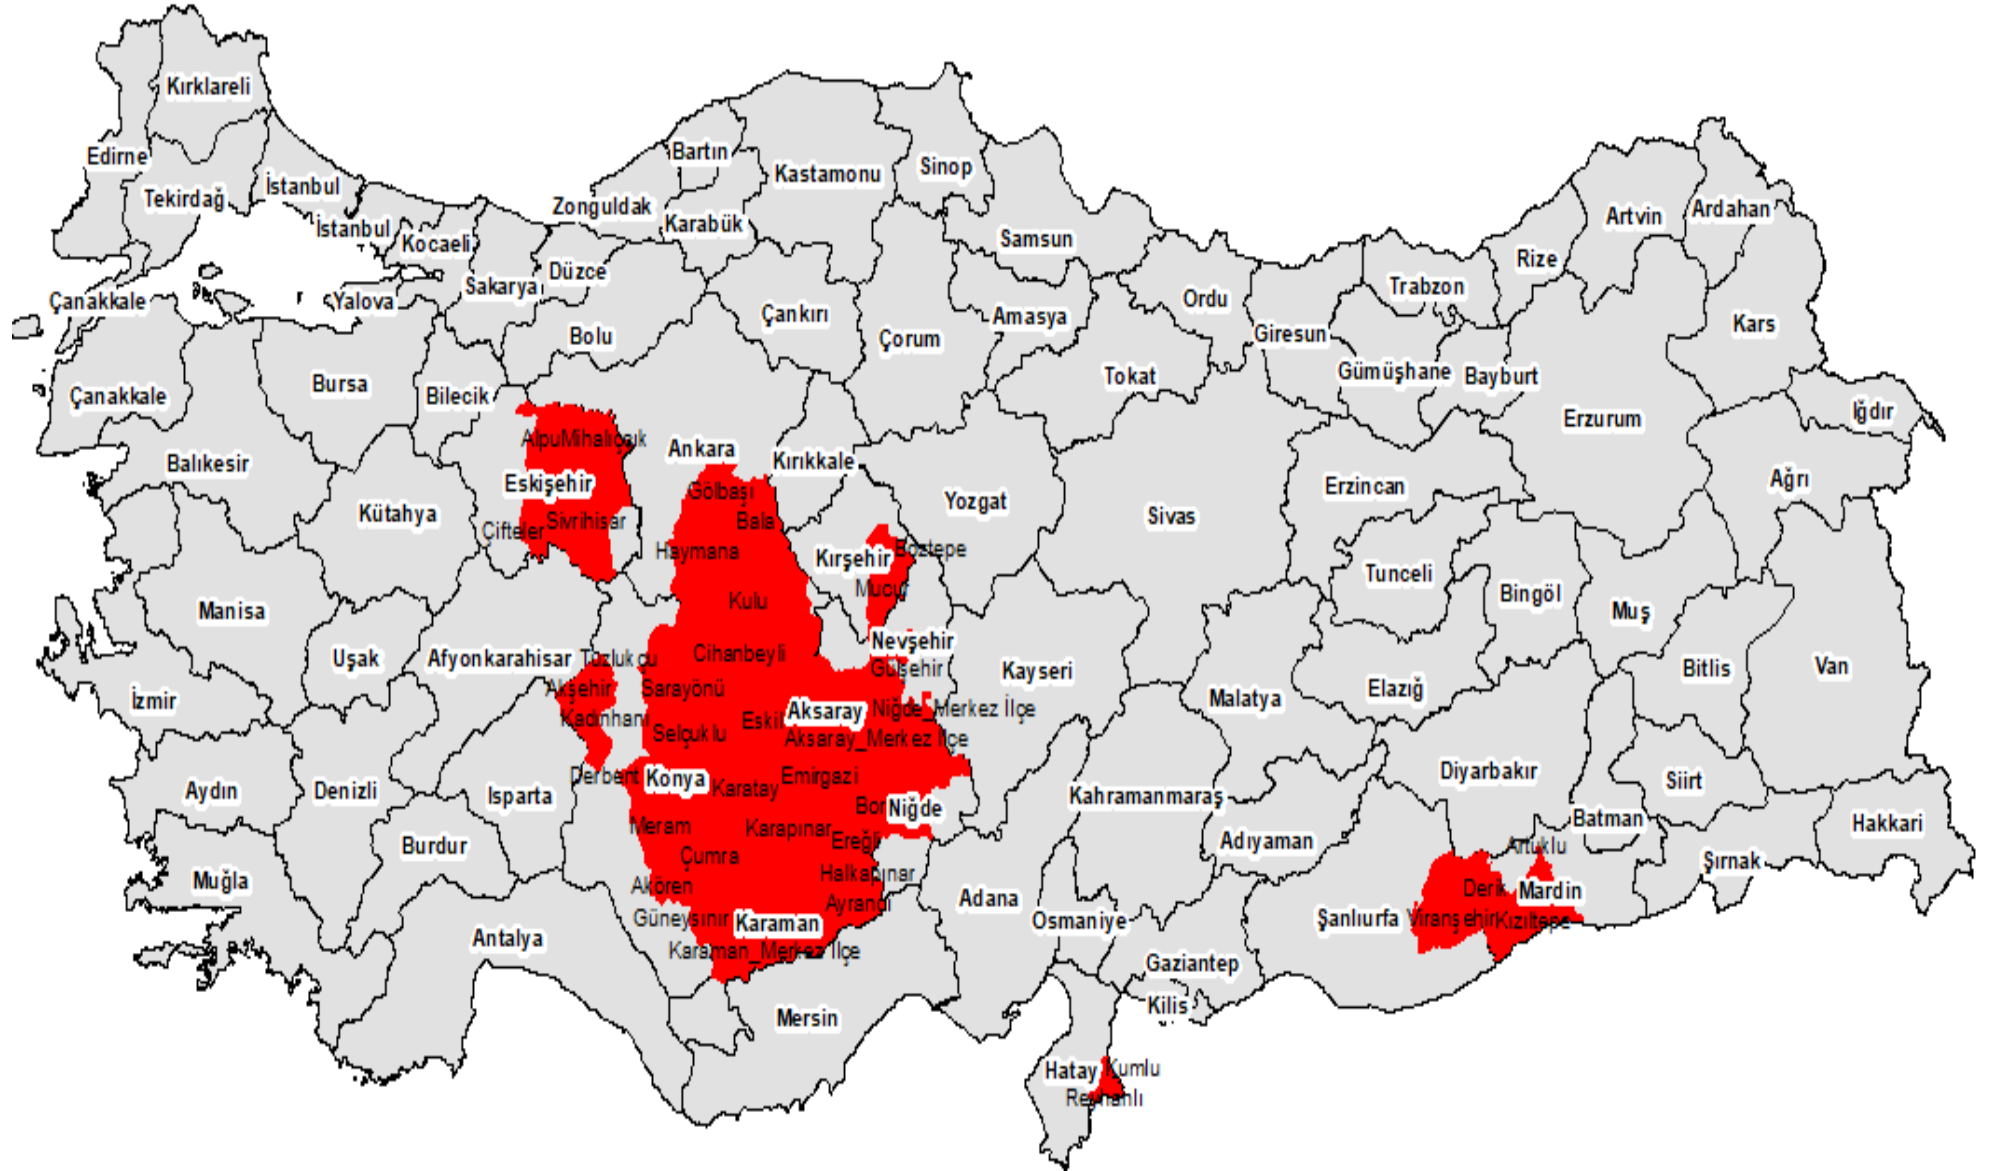 Kırklareli
Edirne
Tekirdağ
İstanbul
İstanbul
Kocaeli
Çanakkale
Yalova
Sakarya
Düzce
Zonguldak
Bartın
Karabük
Kastamonu
Sinop
Samsun
Çankırı
Bolu
Çorum
Amasya
Ordu
Giresun
Trabzon
Rize
Artvin
Ardahan
Kars
Çanakkale
Bursa
Bilecik
Tokat
Gümüşhane
Bayburt
Erzurum
Iğdır
Balıkesir
Kütahya
AlpuMihalıççık
Eskişehir
Çifteler
Sivrihisar
Ankara
Kırıkkale
Gölbaşı
Bala
Haymana
Kırşehir
Boztepe
Mucur
Yozgat
Sivas
Erzincan
Ağrı
Tunceli
Bingöl
Muş
Manisa
Uşak
Afyonkarahisar
Kulu
Cihanbeyli
Tuzlukçu
Akşehir
Kadınhanı
Sarayönü
Selçuklu
Eskil
Aksaray
Aksaray_Merkez İlçe
Nevşehir
Gülşehir
Niğde_Merkez İlçe
Kayseri
Malatya
Elazığ
Bitlis
Van
İzmir
Aydın
Denizli
Isparta
Derbent
Konya
Karatay
Emirgazi
Bor
Niğde
Kahramanmaraş
Adıyaman
Diyarbakır
Batman
Siirt
Hakkari
Şırnak
Muğla
Burdur
Meram
Çumra
Karapınar
Ereğli
Halkapınar
Akören
Ayrancı
Güneysınır
Karaman
Karaman_Merkez İlçe
Adana
Osmaniye
Şanlıurfa
Viranşehir
Derik
Artuklu
Mardin
Kızıltepe
Antalya
Mersin
Gaziantep
Kilis
Hatay
Kumlu
Reyhanlı